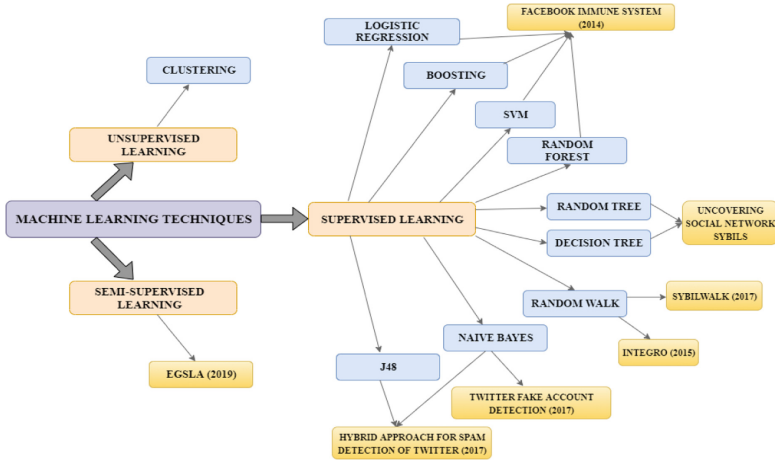 LOGISTIC
REGRESSION
FACEBOOK IMMUNE SYSTEM
(2014)
CLUSTERING
BOOSTING
SVM
UNSUPERVISED
LEARNING
RANDOM
FOREST
MACHINE LEARNING TECHNIQUES
SUPERVISED LEARNING
RANDOM TREE
UNCOVERING
SOCIAL NETWORK
SYBILS
DECISION TREE
SEMI-SUPERVISED
LEARNING
RANDOM WALK
SYBILWALK (2017)
NAIVE BAYES
INTEGRO (2015)
EGSLA (2019)
J48
TWITTER FAKE ACCOUNT
DETECTION (2017)
HYBRID APPROACH FOR SPAM
DETECTION OF TWITTER (2017)